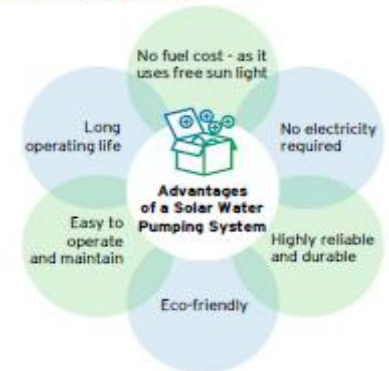 No fuel cost - as it
uses free sun light
No electricity
required
Highly reliable
and durable
Eco-friendly
Easy to
operate
and maintain
Long
operating life
Advantages
of a Solar Water
Pumping System